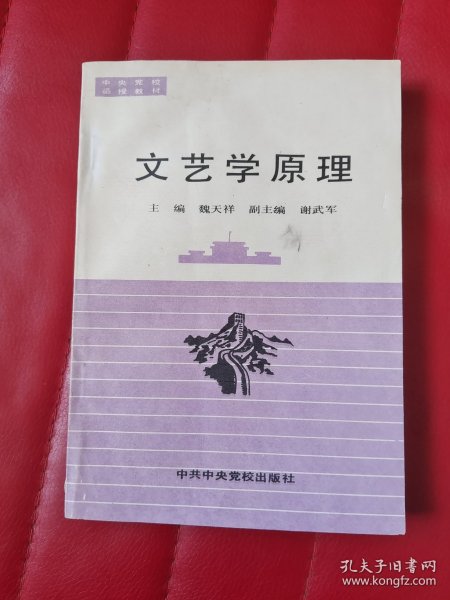 中央党校
函授教材
文艺学原理
主编 魏天祥 副主编 谢武军
中共中央党校出版社
孔夫子旧书网
www.kongfz.com